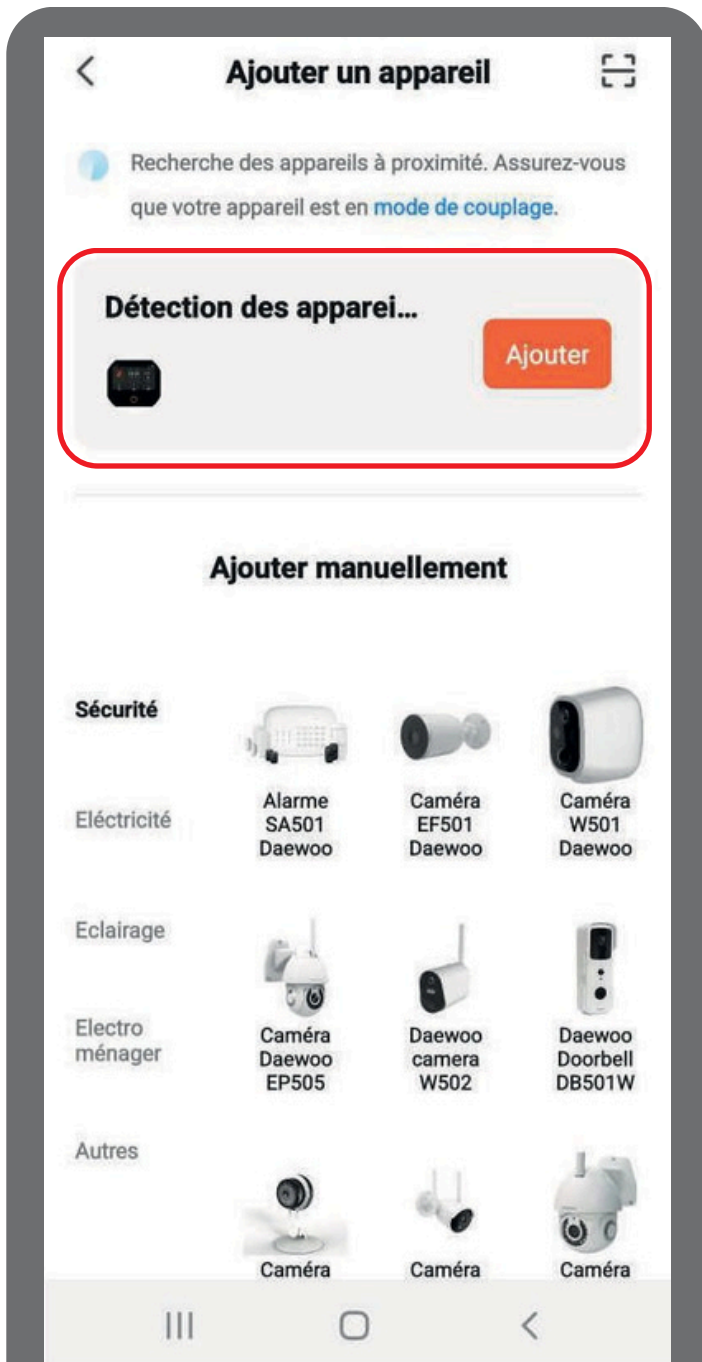 Ajouter un appareil
Recherche des appareils à proximité. Assurez-vous
que votre appareil est en mode de couplage.
Détection des apparei...
Ajouter
Ajouter manuellement
Sécurité
Eléctricité
Eclairage
Electro
ménager
Autres
Alarme
SA501
Daewoo
Caméra
EF501
Daewoo
Caméra
W501
Daewoo
Caméra
Daewoo
EP505
Daewoo
camera
W502
Daewoo
Doorbell
DB501W
Caméra
Caméra
Caméra